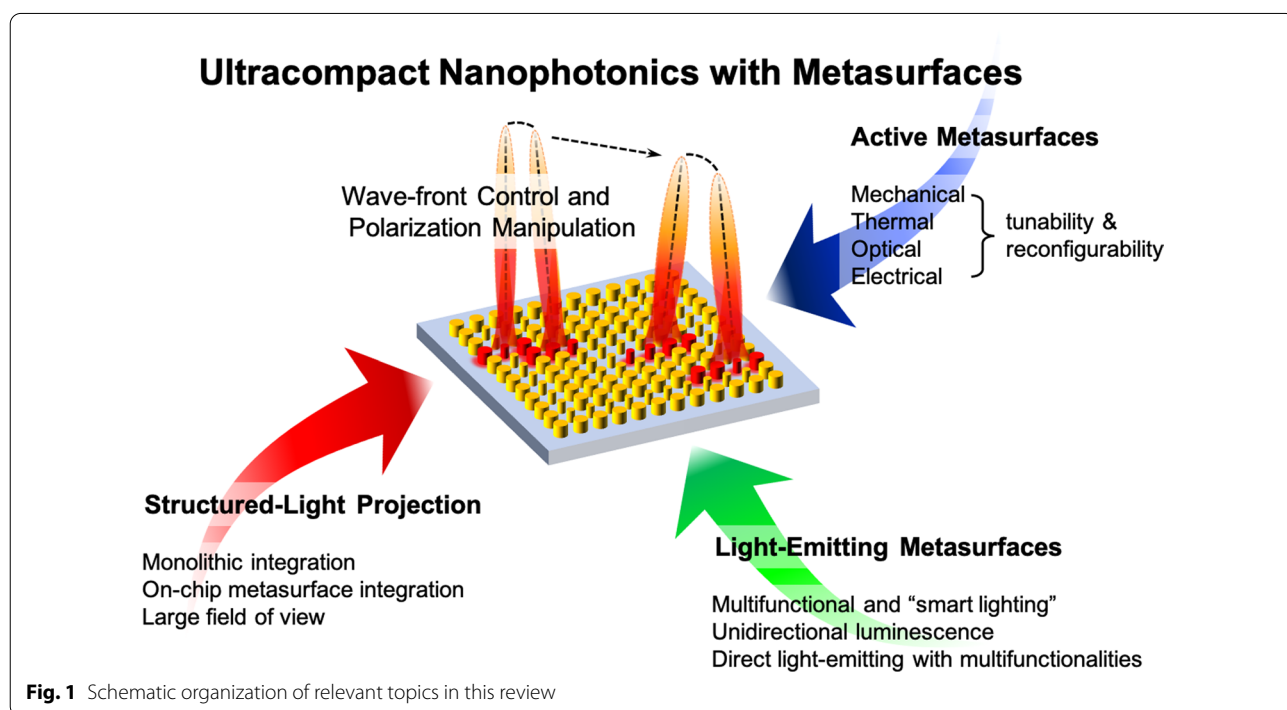 Ultracompact Nanophotonics with Metasurfaces
Wave-front Control and
Polarization Manipulation
Active Metasurfaces
Mechanical
Thermal
Optical
Electrical
tunability &
reconfigurability
Structured-Light Projection
Monolithic integration
On-chip metasurface integration
Large field of view
Light-Emitting Metasurfaces
Multifunctional and “smart lighting”
Unidirectional luminescence
Direct light-emitting with multifunctionalities
Fig. 1 Schematic organization of relevant topics in this review